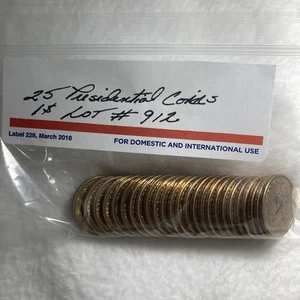 25 Presidential Coins
1$ LOT # 912
Label 228, March 2016 FOR DOMESTIC AND INTERNATIONAL USE